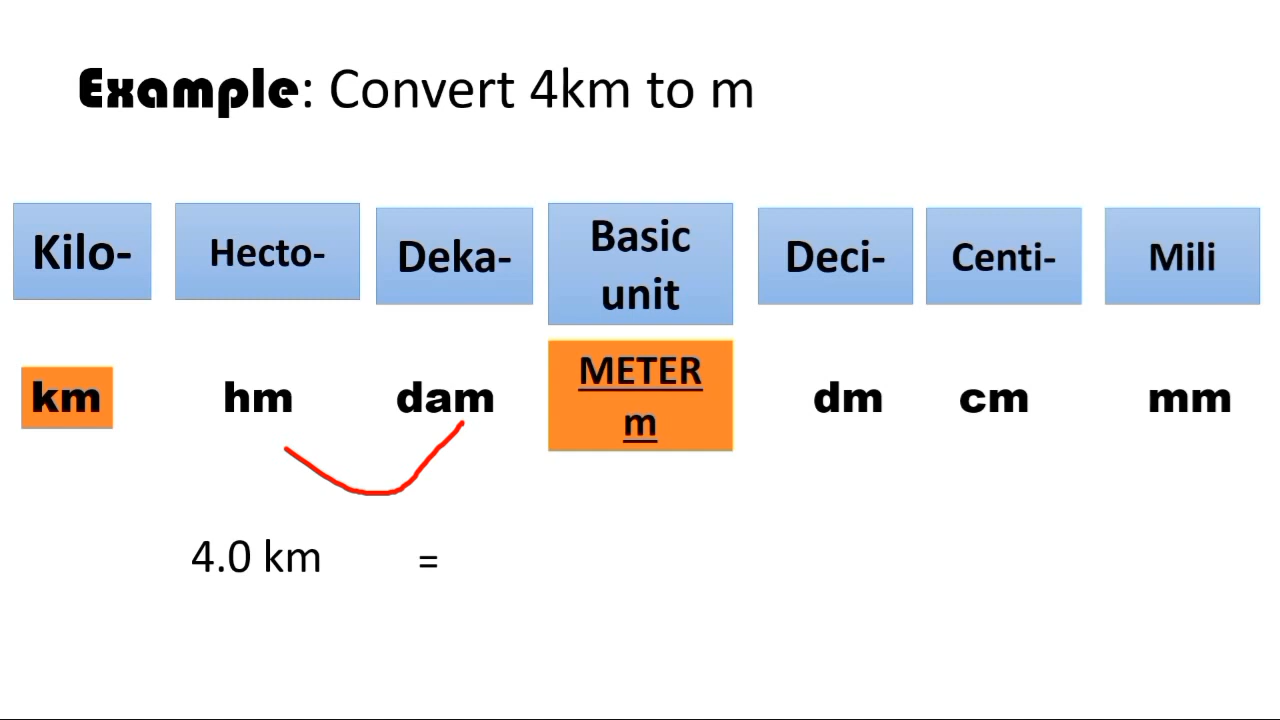 Example: Convert 4km to m
Kilo- Hecto- Deka- Basic unit Deci- Centi- Mili
km hm dam METER m dm cm mm
4.0 km =